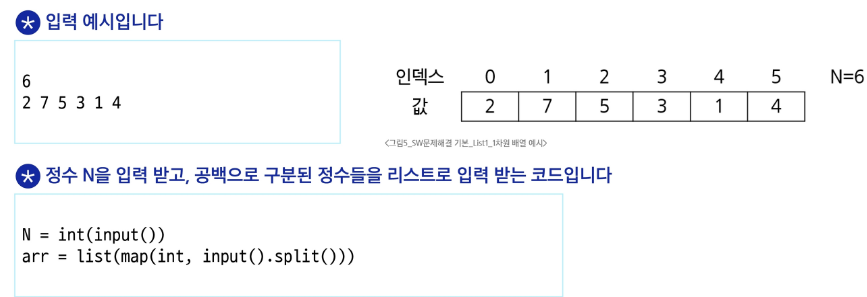 * 입력 예시입니다
6
2 7 5 3 1 4
인덱스 0 1 2 3 4 5 N=6
값 2 7 5 3 1 4
<그림5_SW문제해결 기본_List1_1차원 배열 예시>
* 정수 N을 입력 받고, 공백으로 구분된 정수들을 리스트로 입력 받는 코드입니다
N = int(input())
arr = list(map(int, input().split()))